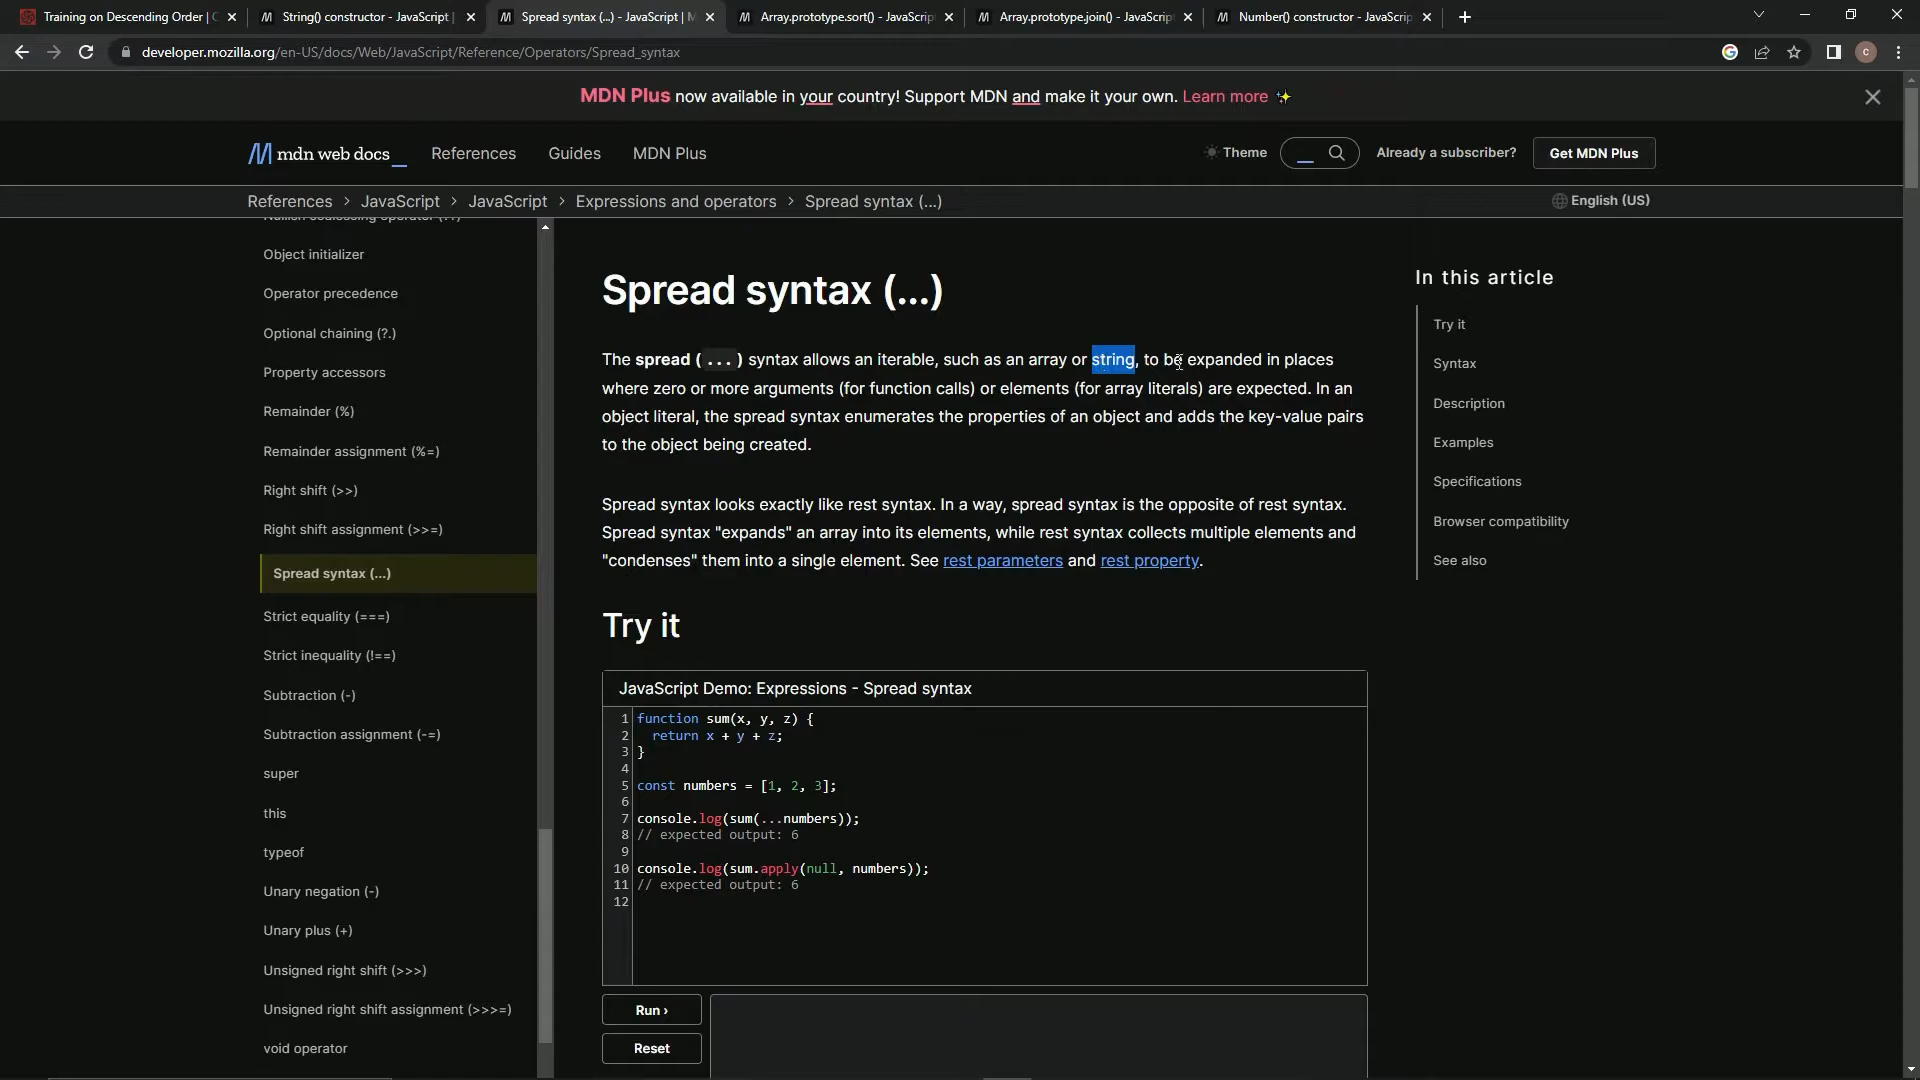 Training on Descending Order | C
String() constructor - JavaScript |
Spread syntax (...) - JavaScript | M
Array.prototype.sort() - JavaScrip
Array.prototype.join() - JavaScrip
Number() constructor - JavaScrip
developer.mozilla.org/en-US/docs/Web/JavaScript/Reference/Operators/Spread_syntax
C
MDN Plus now available in your country! Support MDN and make it your own. Learn more ✨
mdn web docs_
References
Guides
MDN Plus
Theme
Already a subscriber?
Get MDN Plus
References > JavaScript > JavaScript > Expressions and operators > Spread syntax (...)
English (US)
Nullish coalescing operator (??)
Object initializer
Operator precedence
Optional chaining (?.)
Property accessors
Remainder (%)
Remainder assignment (%=)
Right shift (>>)
Right shift assignment (>>=)
Spread syntax (...)
Strict equality (===)
Strict inequality (!==)
Subtraction (-)
Subtraction assignment (-=)
super
this
typeof
Unary negation (-)
Unary plus (+)
Unsigned right shift (>>>)
Unsigned right shift assignment (>>>=)
void operator
Spread syntax (...)
The spread (...) syntax allows an iterable, such as an array or string, to be expanded in places
where zero or more arguments (for function calls) or elements (for array literals) are expected. In an
object literal, the spread syntax enumerates the properties of an object and adds the key-value pairs
to the object being created.
Spread syntax looks exactly like rest syntax. In a way, spread syntax is the opposite of rest syntax.
Spread syntax "expands" an array into its elements, while rest syntax collects multiple elements and
"condenses" them into a single element. See rest parameters and rest property.
Try it
JavaScript Demo: Expressions - Spread syntax
1 function sum(x, y, z) {
2 return x + y + z;
3 }
4
5 const numbers = [1, 2, 3];
6
7 console.log(sum(...numbers));
8 // expected output: 6
9
10 console.log(sum.apply(null, numbers));
11 // expected output: 6
12
Run ›
Reset
In this article
Try it
Syntax
Description
Examples
Specifications
Browser compatibility
See also